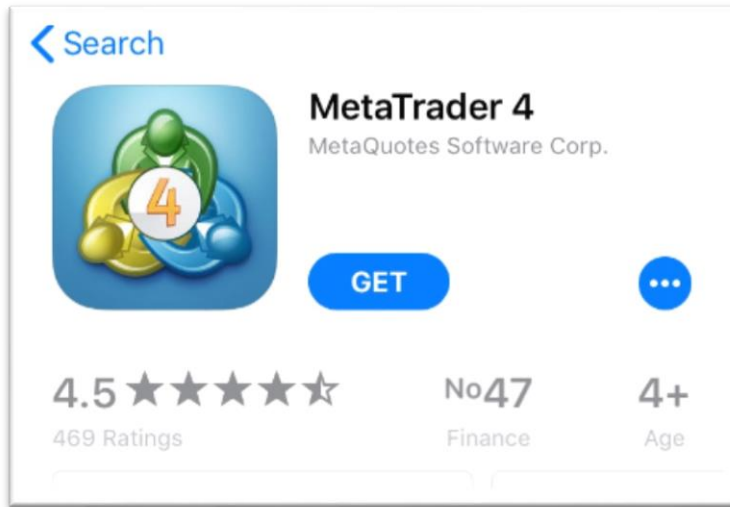 Search
MetaTrader 4
MetaQuotes Software Corp.
4
GET
4.5
No47
4+
469 Ratings
Finance
Age